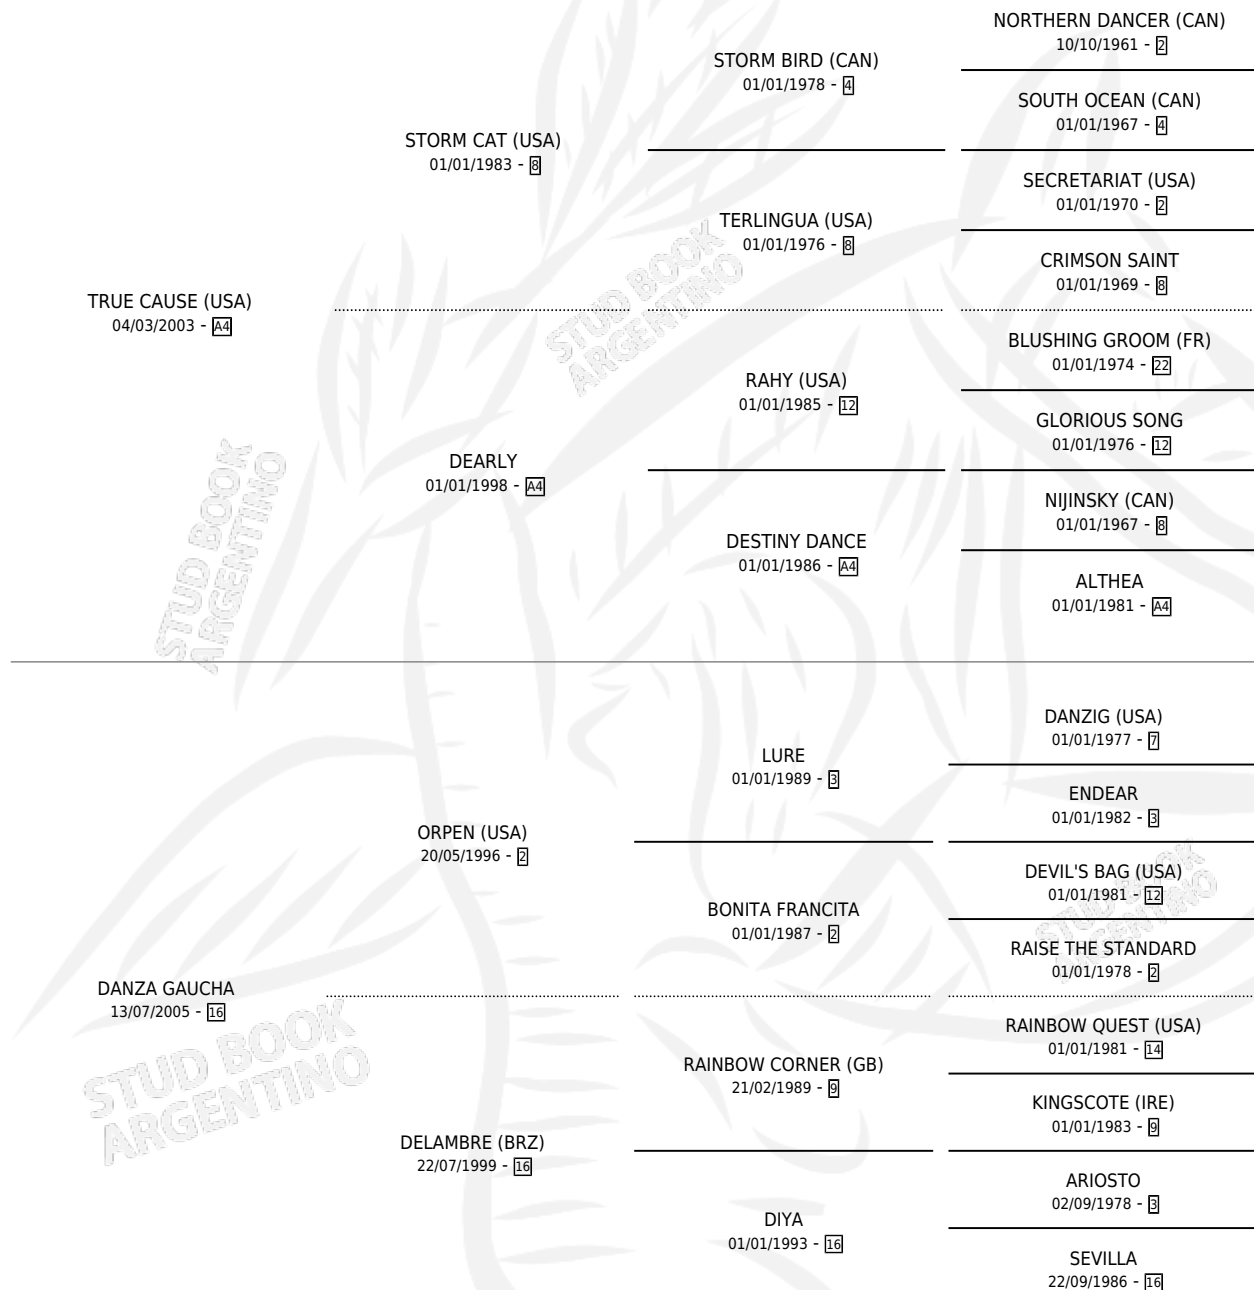 NORTHERN DANCER (CAN)
10/10/1961 - 2
STORM BIRD (CAN)
01/01/1978 - 4
SOUTH OCEAN (CAN)
01/01/1967 - 4
STORM CAT (USA)
01/01/1983 - 8
SECRETARIAT (USA)
01/01/1970 - 2
TERLINGUA (USA)
01/01/1976 - 8
CRIMSON SAINT
01/01/1969 - 8
TRUE CAUSE (USA)
04/03/2003 - A4
STUD BOOK
ARGENTINO
BLUSHING GROOM (FR)
01/01/1974 - 22
RAHY (USA)
01/01/1985 - 12
GLORIOUS SONG
01/01/1976 - 12
DEARLY
01/01/1998 - A4
NIJINSKY (CAN)
01/01/1967 - 8
DESTINY DANCE
01/01/1986 - A4
ALTHEA
01/01/1981 - A4
STUD BOOK
ARGENTINO
DANZIG (USA)
01/01/1977 - 7
LURE
01/01/1989 - 3
ENDEAR
01/01/1982 - 3
ORPEN (USA)
20/05/1996 - 2
DEVIL'S BAG (USA)
01/01/1981 - 12
BONITA FRANCITA
01/01/1987 - 2
RAISE THE STANDARD
01/01/1978 - 2
STUD BOOK
ARGENTINO
DANZA GAUCHA
13/07/2005 - 16
RAINBOW QUEST (USA)
01/01/1981 - 14
RAINBOW CORNER (GB)
21/02/1989 - 9
KINGSCOTE (IRE)
01/01/1983 - 9
STUD BOOK
ARGENTINO
DELAMBRE (BRZ)
22/07/1999 - 16
ARIOSTO
02/09/1978 - 3
DIYA
01/01/1993 - 16
SEVILLA
22/09/1986 - 16